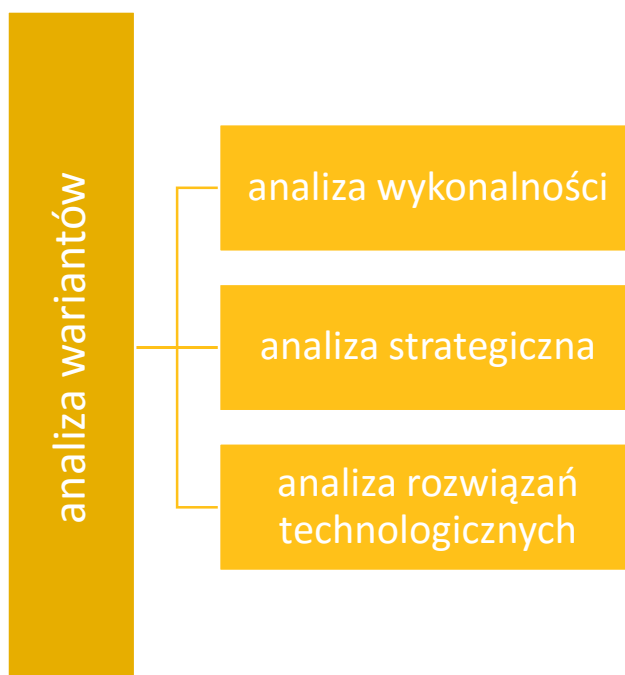 analiza wariantów
analiza wykonalności
analiza strategiczna
analiza rozwiązań
technologicznych